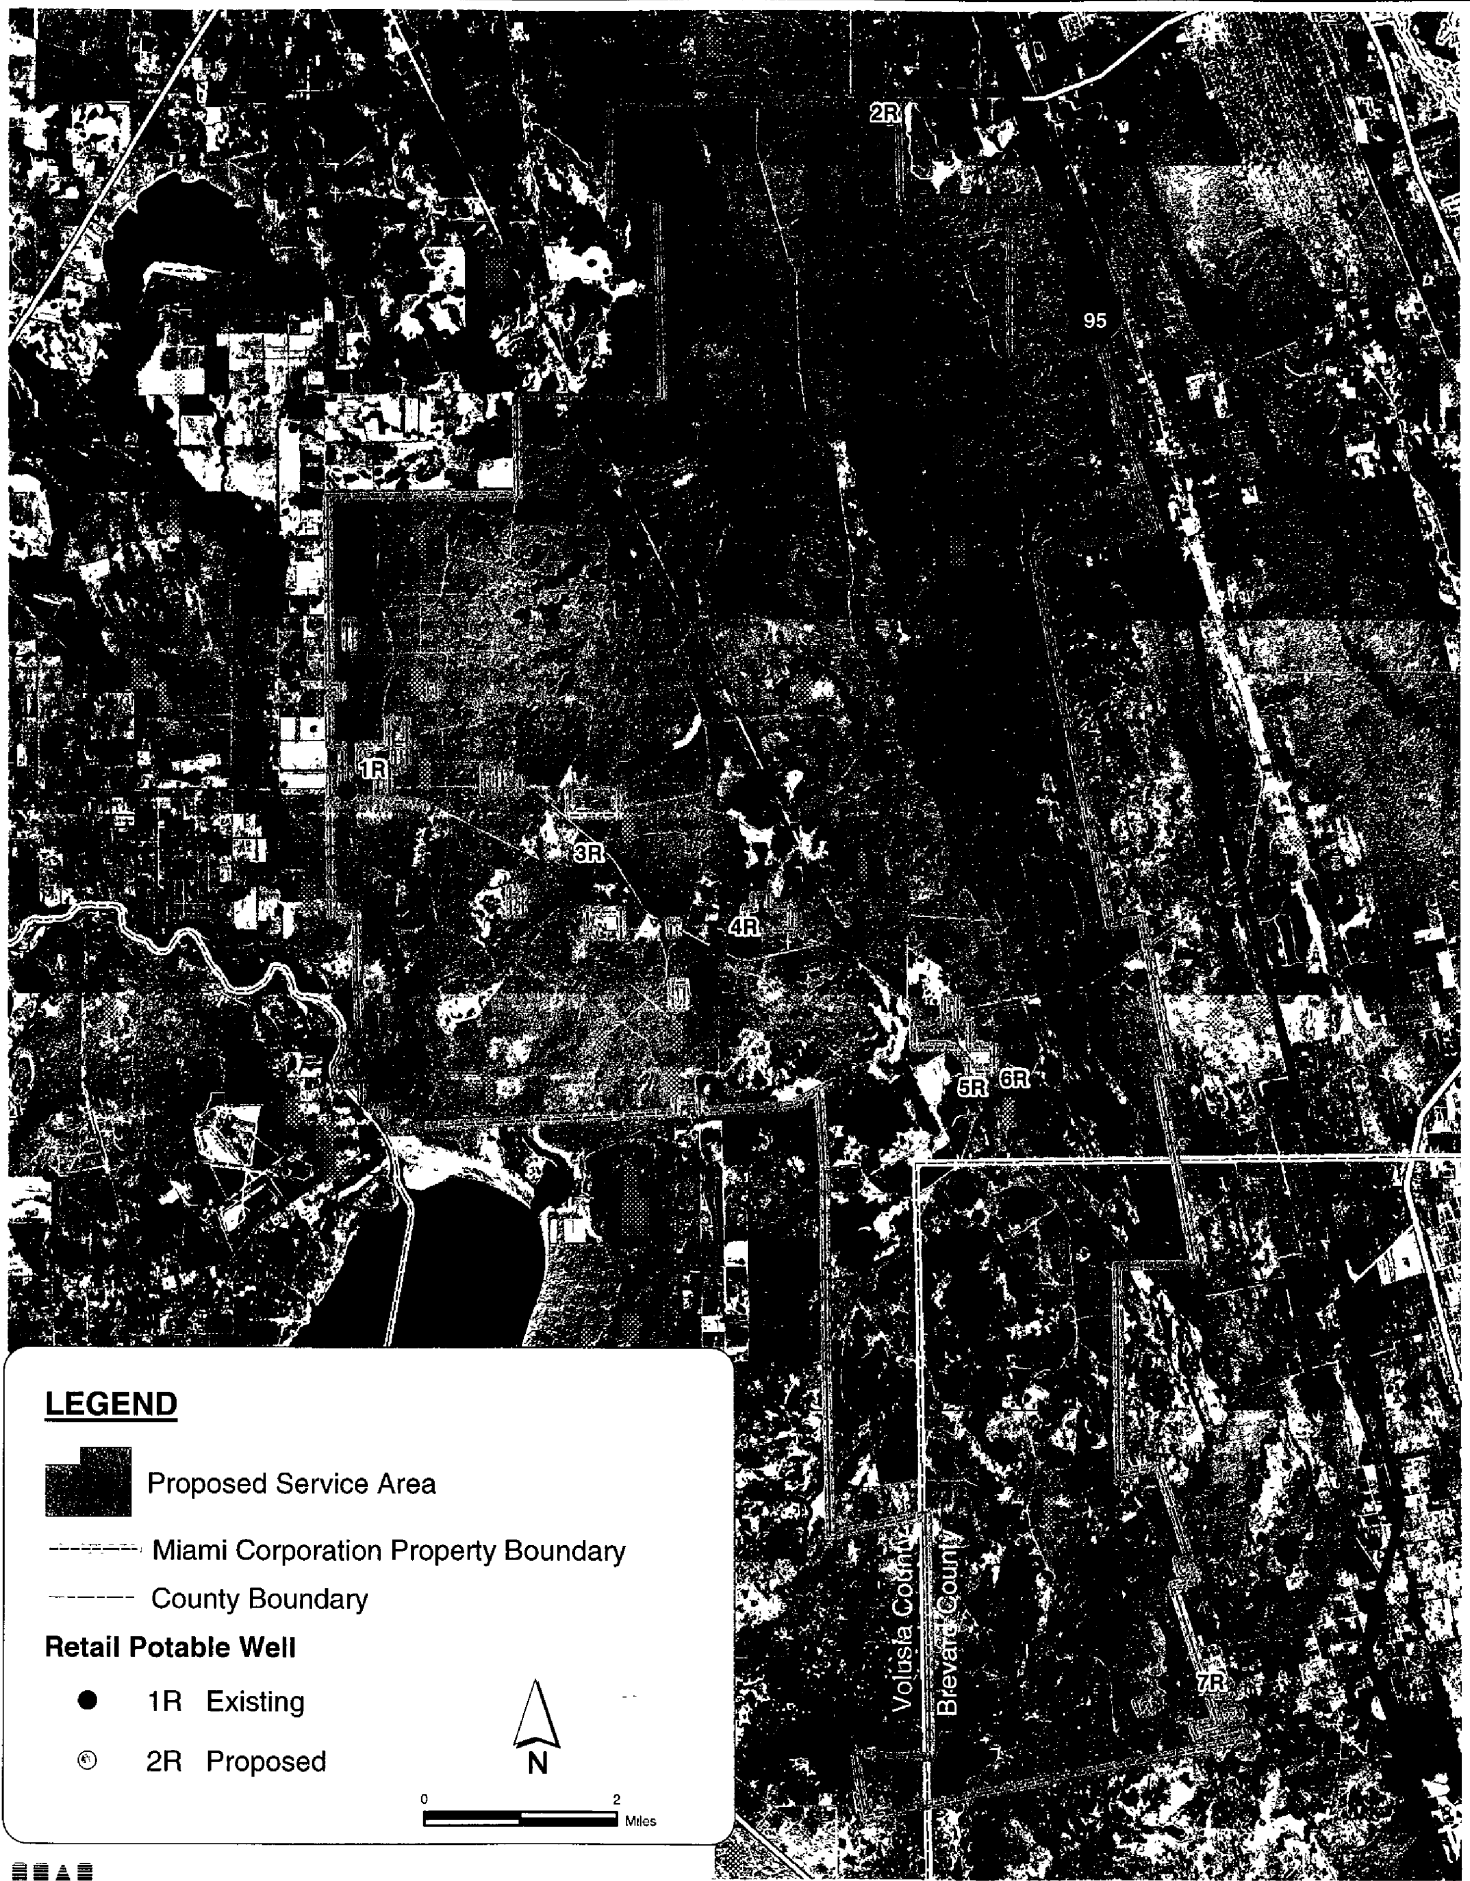 2R
95
1R
3R
4R
5R
6R
Volusia County
Brevard County
7R
LEGEND
Proposed Service Area
Miami Corporation Property Boundary
County Boundary
Retail Potable Well
1R Existing
2R Proposed
N
0 2
Miles